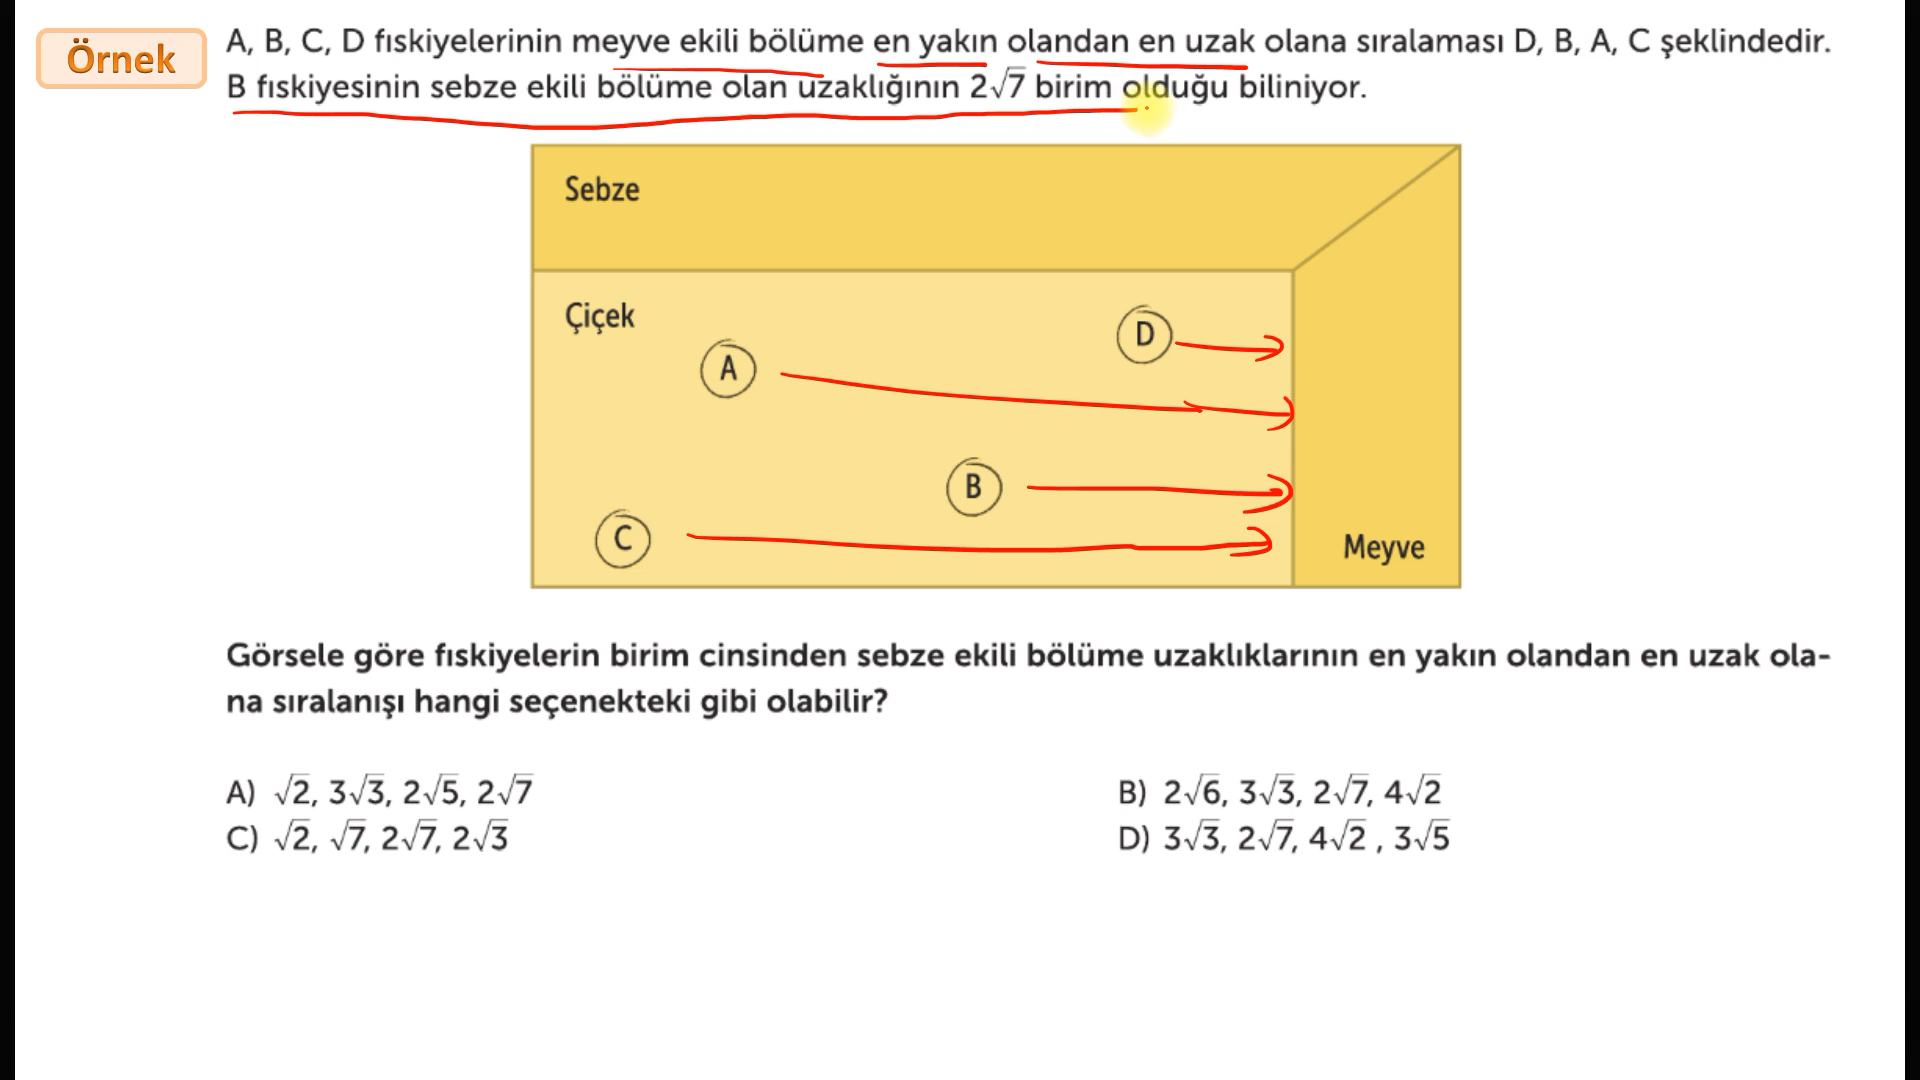 Örnek
A, B, C, D fıskiyelerinin meyve ekili bölüme en yakın olandan en uzak olana sıralaması D, B, A, C şeklindedir.
B fıskiyesinin sebze ekili bölüme olan uzaklığının 2√7 birim olduğu biliniyor.
Sebze
Çiçek
D
A
B
C
Meyve
Görsele göre fıskiyelerin birim cinsinden sebze ekili bölüme uzaklıklarının en yakın olandan en uzak ola-
na sıralanışı hangi seçenekteki gibi olabilir?
A) √2, 3√3, 2√5, 2√7
B) 2√6, 3√3, 2√7, 4√2
C) √2, √7, 2√7, 2√3
D) 3√3, 2√7, 4√2 , 3√5